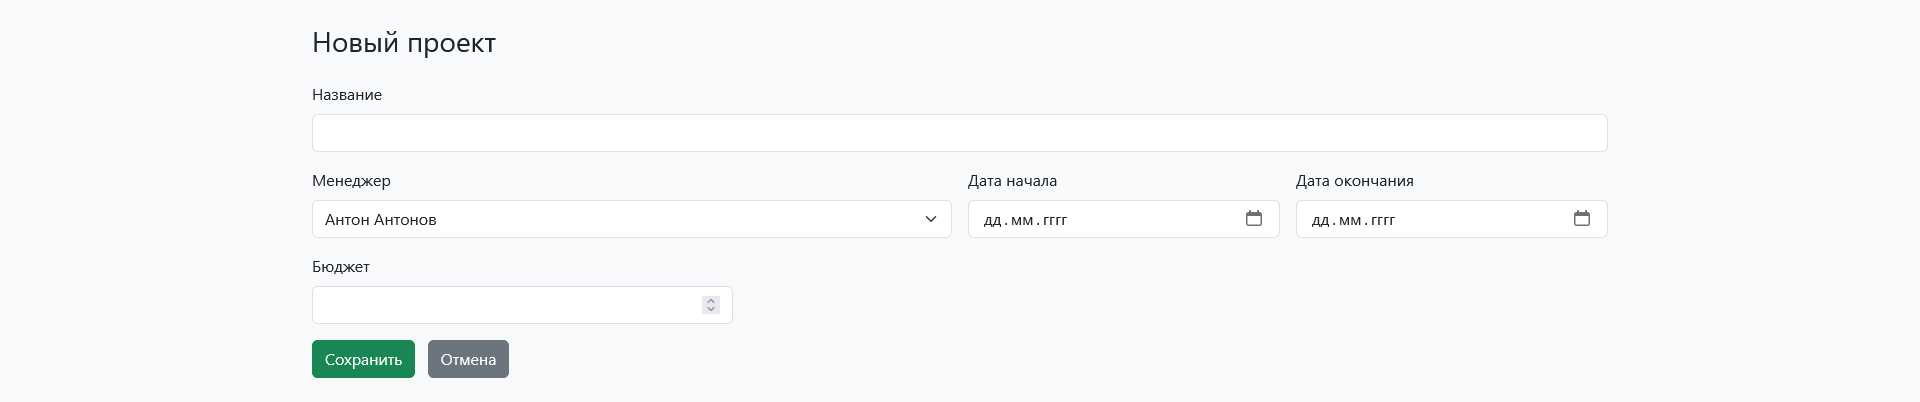 Новый проект
Название
Менеджер Дата начала Дата окончания
Антон Антонов дд.мм.гггг дд.мм.гггг
Бюджет
Сохранить Отмена